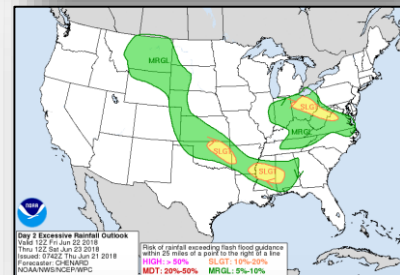 MRGL
SLGT
MRGL
SLGT
SLGT
NOAA
Day 2 Excessive Rainfall Outlook
Valid 12Z Fri Jun 22 2018
Thru 12Z Sat Jun 23 2018
Issued: 0742Z Thu Jun 21 2018
Forecaster: CHENARD
NOAA/NWS/NCEP/WPC
Risk of rainfall exceeding flash flood guidance
within 25 miles of a point to the right of a line
HIGH: > 50% SLGT: 10%-20%
MDT: 20%-50% MRGL: 5%-10%